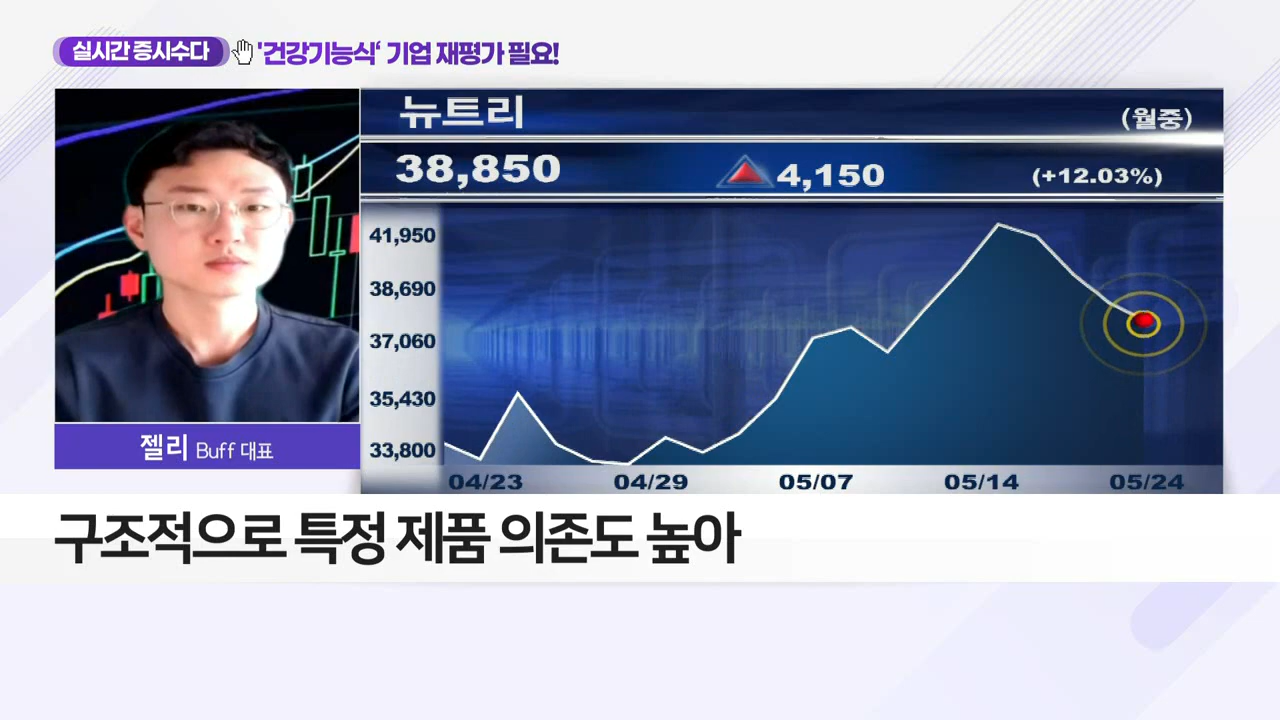 실시간 증시수다 '건강기능식‘ 기업 재평가 필요!
뉴트리 (월중)
38,850 4,150 (+12.03%)
41,950
38,690
37,060
35,430
33,800
04/23 04/29 05/07 05/14 05/24
젤리 Buff 대표
구조적으로 특정 제품 의존도 높아